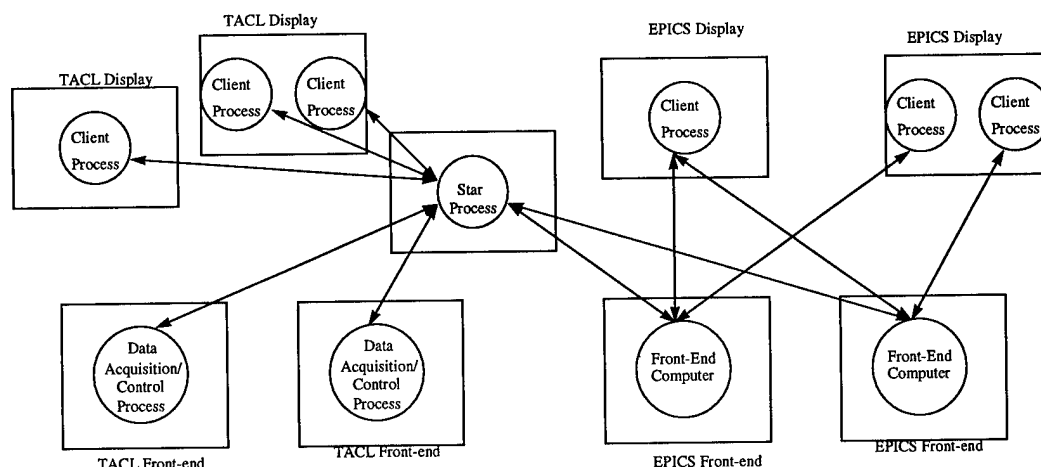 TACL Display
EPICS Display
EPICS Display
TACL Display
Client
Process
Client
Process
Client
Process
Client
Process
Client
Process
Client
Process
Star
Process
Data
Acquisition/
Control
Process
Data
Acquisition/
Control
Process
Front-End
Computer
Front-End
Computer
TACL Front-end
TACL Front-end
EPICS Front-end
EPICS Front-end